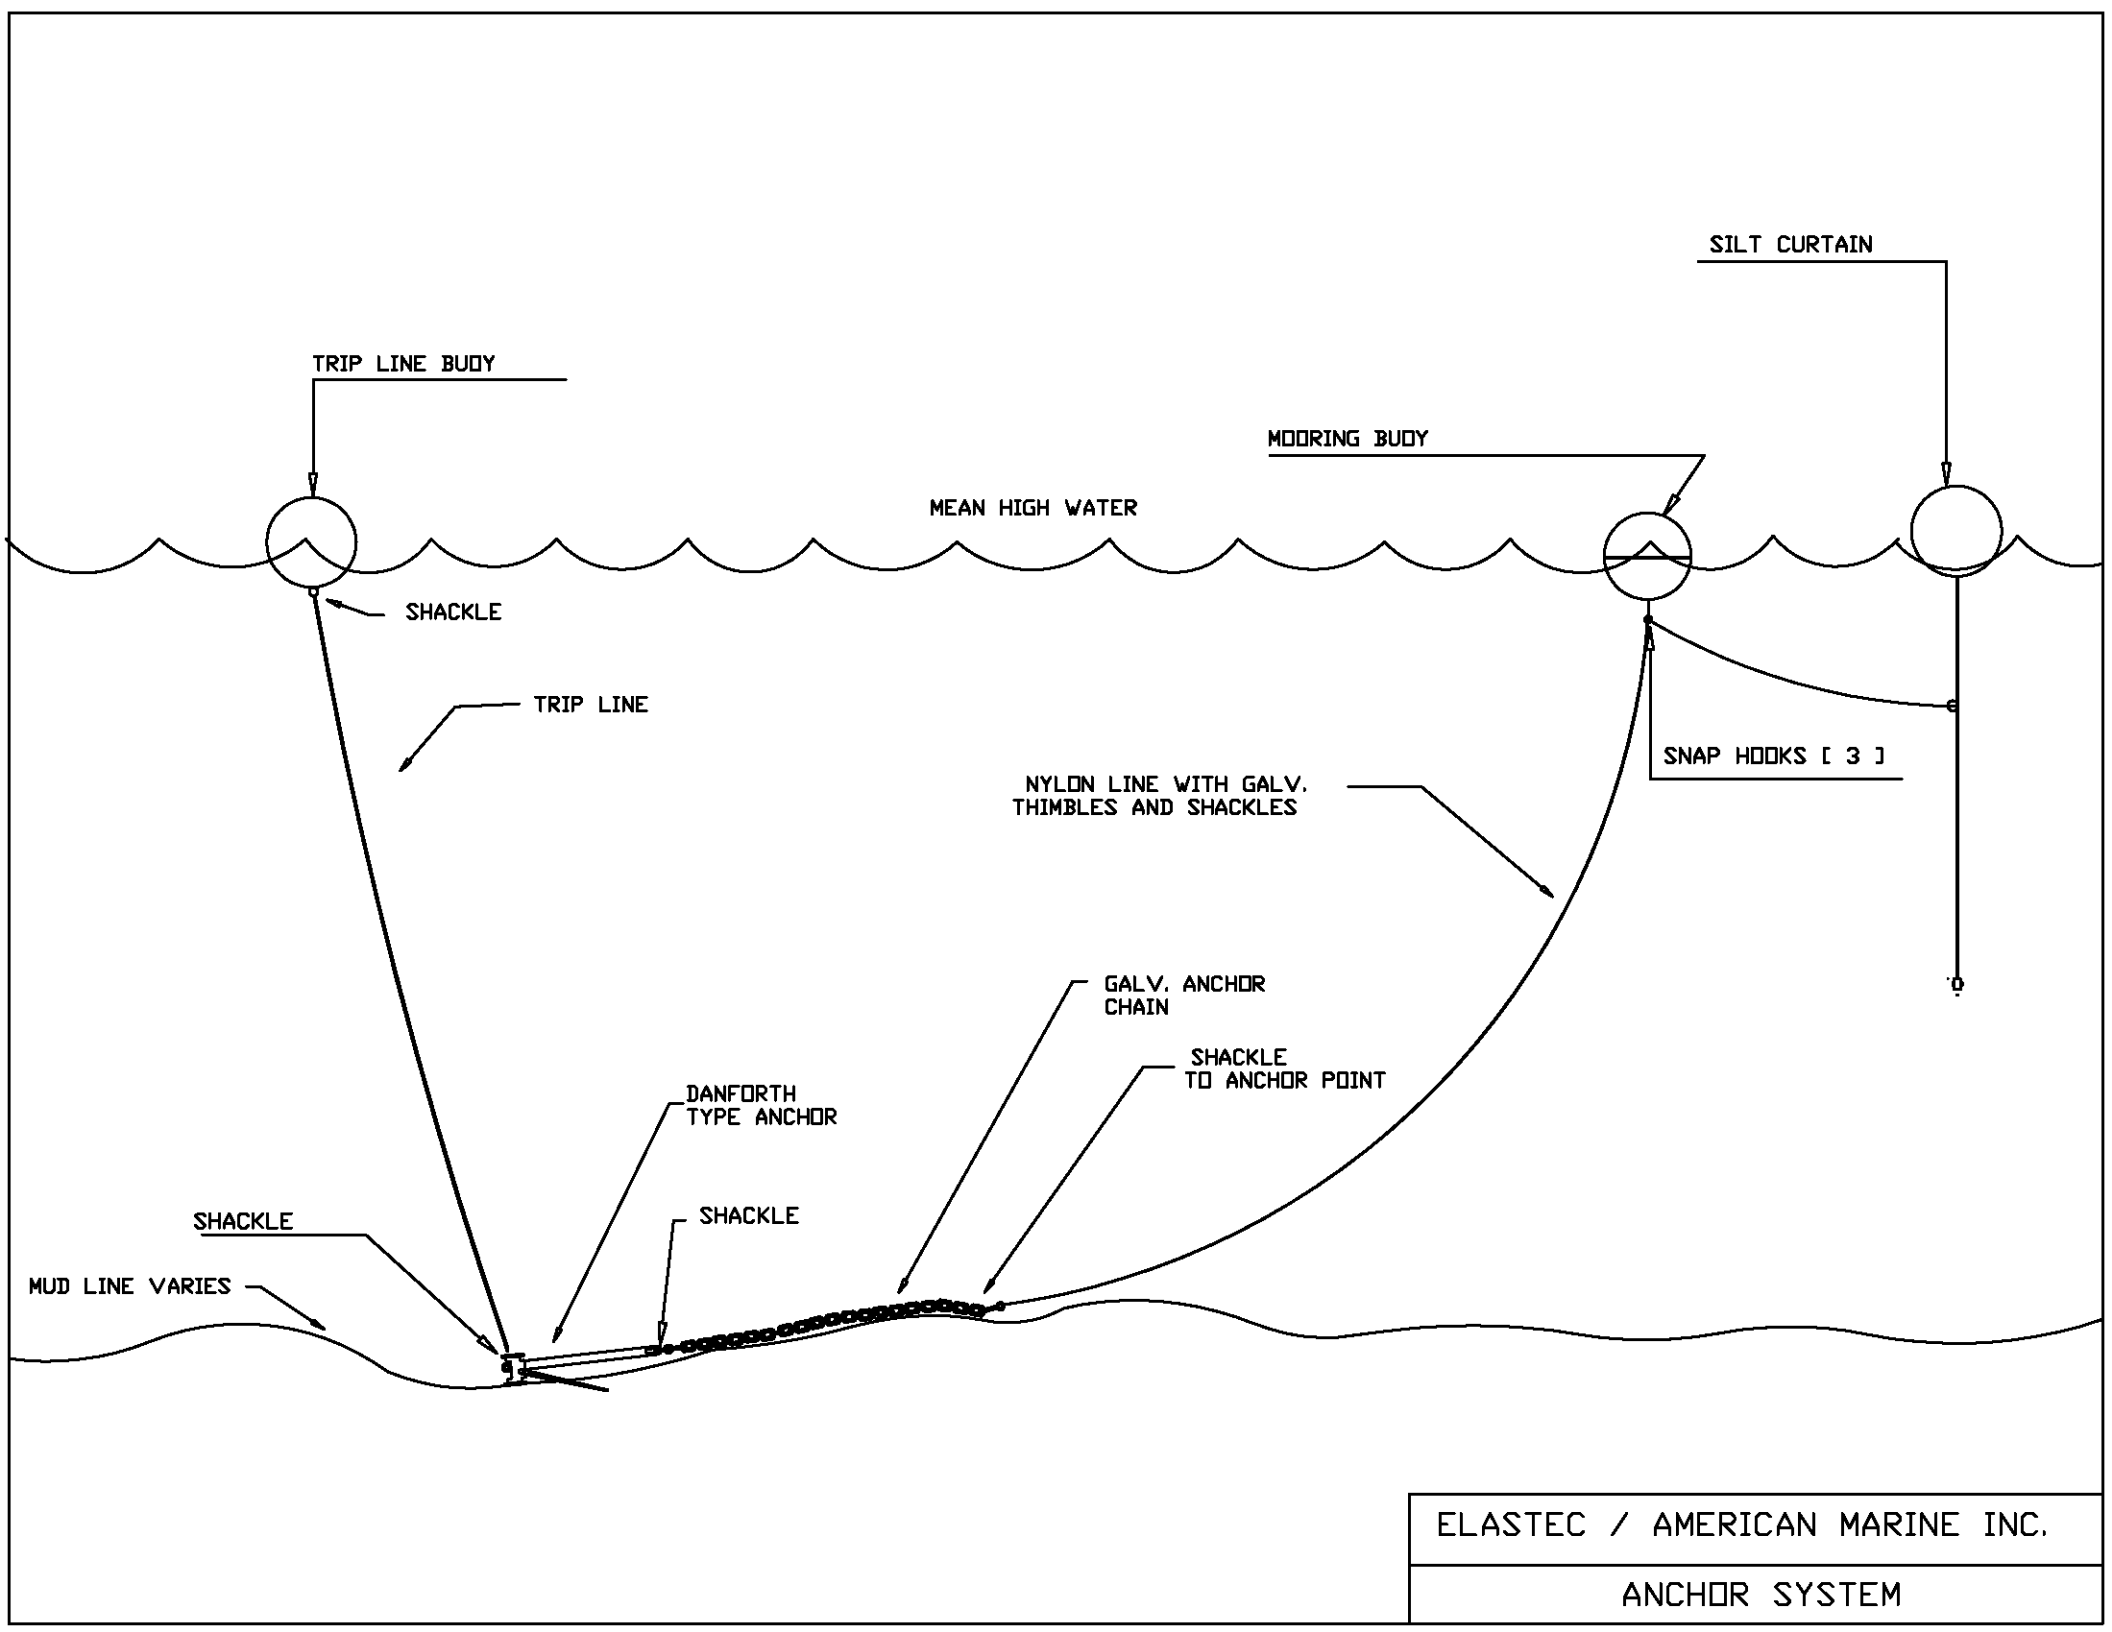 SILT CURTAIN
TRIP LINE BUOY
MOORING BUOY
MEAN HIGH WATER
SHACKLE
TRIP LINE
SNAP HOOKS [ 3 ]
NYLON LINE WITH GALV.
THIMBLES AND SHACKLES
GALV. ANCHOR
CHAIN
SHACKLE
TO ANCHOR POINT
DANFORTH
TYPE ANCHOR
SHACKLE
SHACKLE
MUD LINE VARIES
ELASTEC / AMERICAN MARINE INC.
ANCHOR SYSTEM